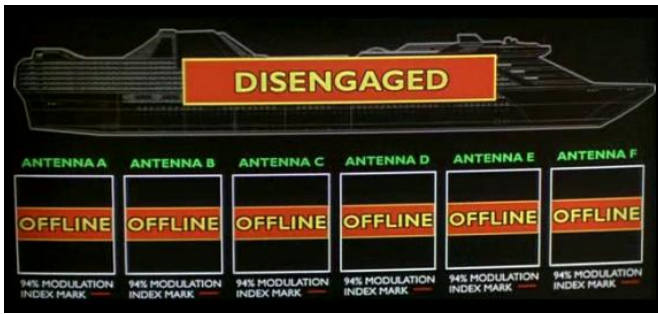 DISENGAGED
ANTENNA A ANTENNA B ANTENNA C ANTENNA D ANTENNA E ANTENNA F
OFFLINE OFFLINE OFFLINE OFFLINE OFFLINE OFFLINE
94% MODULATION 94% MODULATION 94% MODULATION 94% MODULATION 94% MODULATION 94% MODULATION
INDEX MARK INDEX MARK INDEX MARK INDEX MARK INDEX MARK INDEX MARK